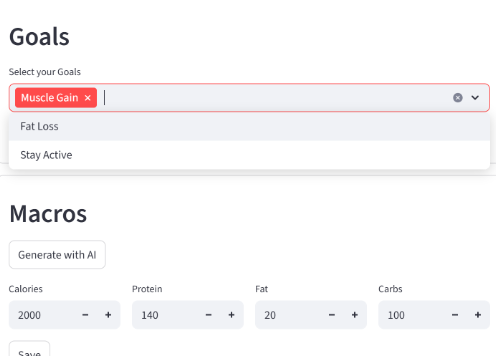 Goals
Select your Goals
Muscle Gain
Fat Loss
Stay Active
Macros
Generate with AI
Calories Protein Fat Carbs
2000 − + 140 − + 20 − + 100 − +
Save